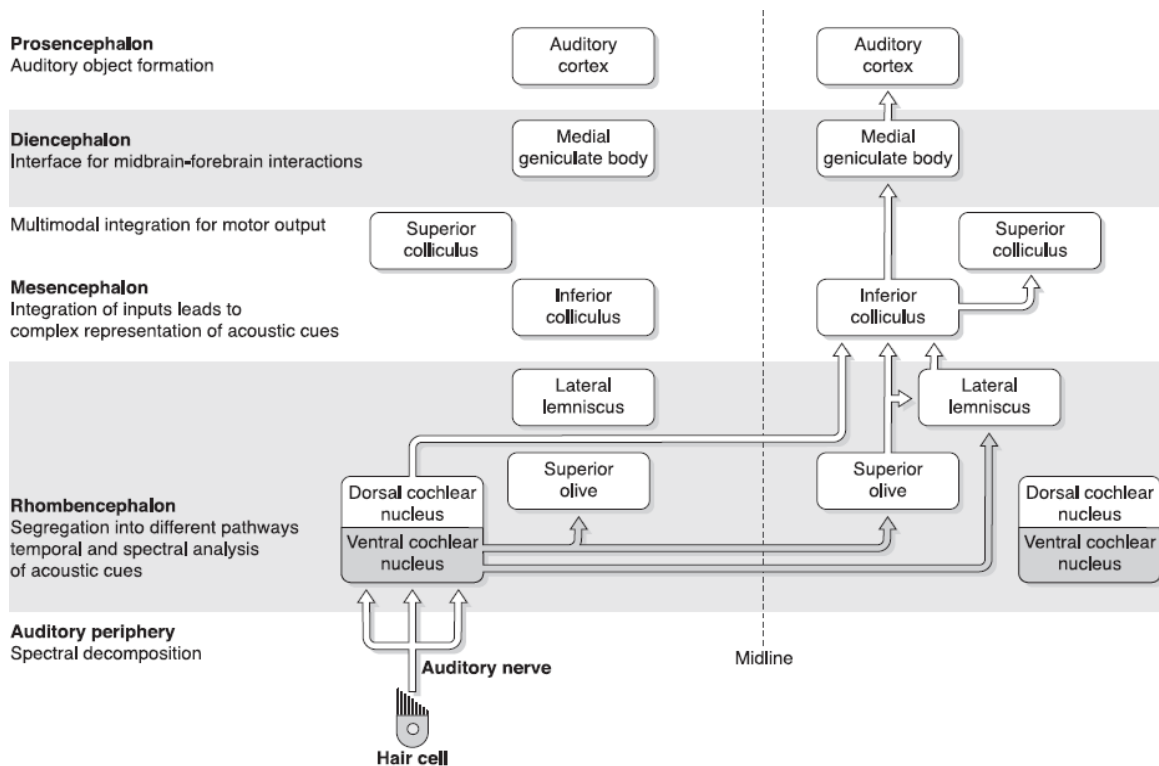 Prosencephalon
Auditory object formation
Auditory
cortex
Auditory
cortex
Diencephalon
Interface for midbrain-forebrain interactions
Medial
geniculate body
Medial
geniculate body
Multimodal integration for motor output
Superior
colliculus
Superior
colliculus
Mesencephalon
Integration of inputs leads to
complex representation of acoustic cues
Inferior
colliculus
Inferior
colliculus
Lateral
lemniscus
Lateral
lemniscus
Rhombencephalon
Segregation into different pathways
temporal and spectral analysis
of acoustic cues
Dorsal cochlear
nucleus
Ventral cochlear
nucleus
Superior
olive
Superior
olive
Dorsal cochlear
nucleus
Ventral cochlear
nucleus
Auditory periphery
Spectral decomposition
Auditory nerve
Midline
Hair cell